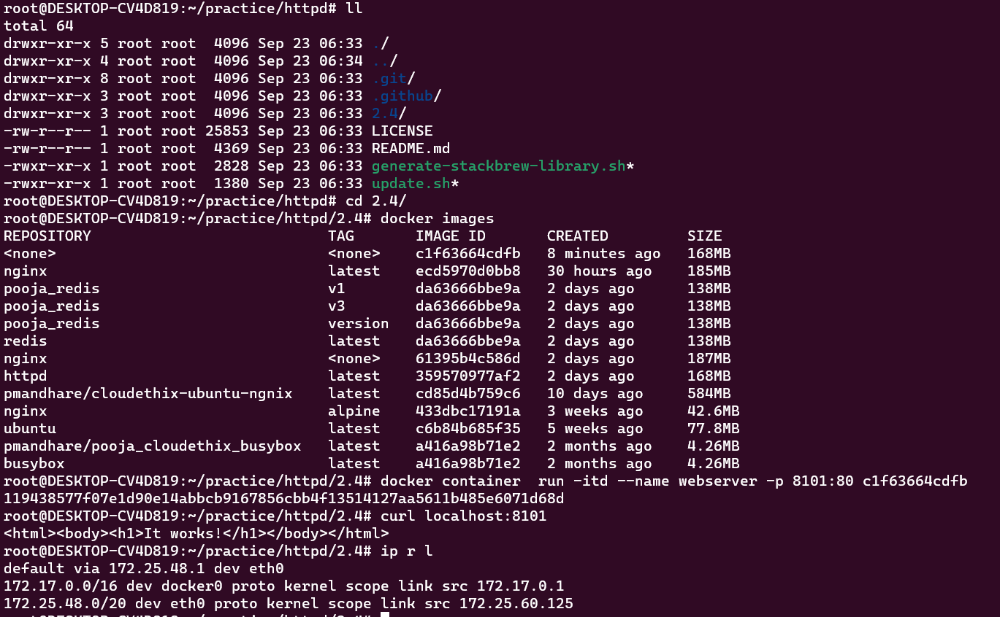 root@DESKTOP-CV4D819:~/practice/httpd# ll
total 64
drwxr-xr-x 5 root root  4096 Sep 23 06:33 ./
drwxr-xr-x 4 root root  4096 Sep 23 06:34 ../
drwxr-xr-x 8 root root  4096 Sep 23 06:33 .git/
drwxr-xr-x 3 root root  4096 Sep 23 06:33 .github/
drwxr-xr-x 3 root root  4096 Sep 23 06:33 2.4/
-rw-r--r-- 1 root root 25853 Sep 23 06:33 LICENSE
-rw-r--r-- 1 root root  4369 Sep 23 06:33 README.md
-rwxr-xr-x 1 root root  2828 Sep 23 06:33 generate-stackbrew-library.sh*
-rwxr-xr-x 1 root root  1380 Sep 23 06:33 update.sh*
root@DESKTOP-CV4D819:~/practice/httpd# cd 2.4/
root@DESKTOP-CV4D819:~/practice/httpd/2.4# docker images
REPOSITORY                           TAG       IMAGE ID       CREATED         SIZE
<none>                               <none>    c1f63664cdfb   8 minutes ago   168MB
nginx                                latest    ecd5970d0bb8   30 hours ago    185MB
pooja_redis                          v1        da63666bbe9a   2 days ago      138MB
pooja_redis                          v3        da63666bbe9a   2 days ago      138MB
pooja_redis                          version   da63666bbe9a   2 days ago      138MB
redis                                latest    da63666bbe9a   2 days ago      138MB
nginx                                <none>    61395b4c586d   2 days ago      187MB
httpd                                latest    359570977af2   2 days ago      168MB
pmandhare/cloudethix-ubuntu-ngnix    latest    cd85d4b759c6   10 days ago     584MB
nginx                                alpine    433dbc17191a   3 weeks ago     42.6MB
ubuntu                               latest    c6b84b685f35   5 weeks ago     77.8MB
pmandhare/pooja_cloudethix_busybox   latest    a416a98b71e2   2 months ago    4.26MB
busybox                              latest    a416a98b71e2   2 months ago    4.26MB
root@DESKTOP-CV4D819:~/practice/httpd/2.4# docker container  run -itd --name webserver -p 8101:80 c1f63664cdfb
119438577f07e1d90e14abbcb9167856cbb4f13514127aa5611b485e6071d68d
root@DESKTOP-CV4D819:~/practice/httpd/2.4# curl localhost:8101
<html><body><h1>It works!</h1></body></html>
root@DESKTOP-CV4D819:~/practice/httpd/2.4# ip r l
default via 172.25.48.1 dev eth0
172.17.0.0/16 dev docker0 proto kernel scope link src 172.17.0.1
172.25.48.0/20 dev eth0 proto kernel scope link src 172.25.60.125